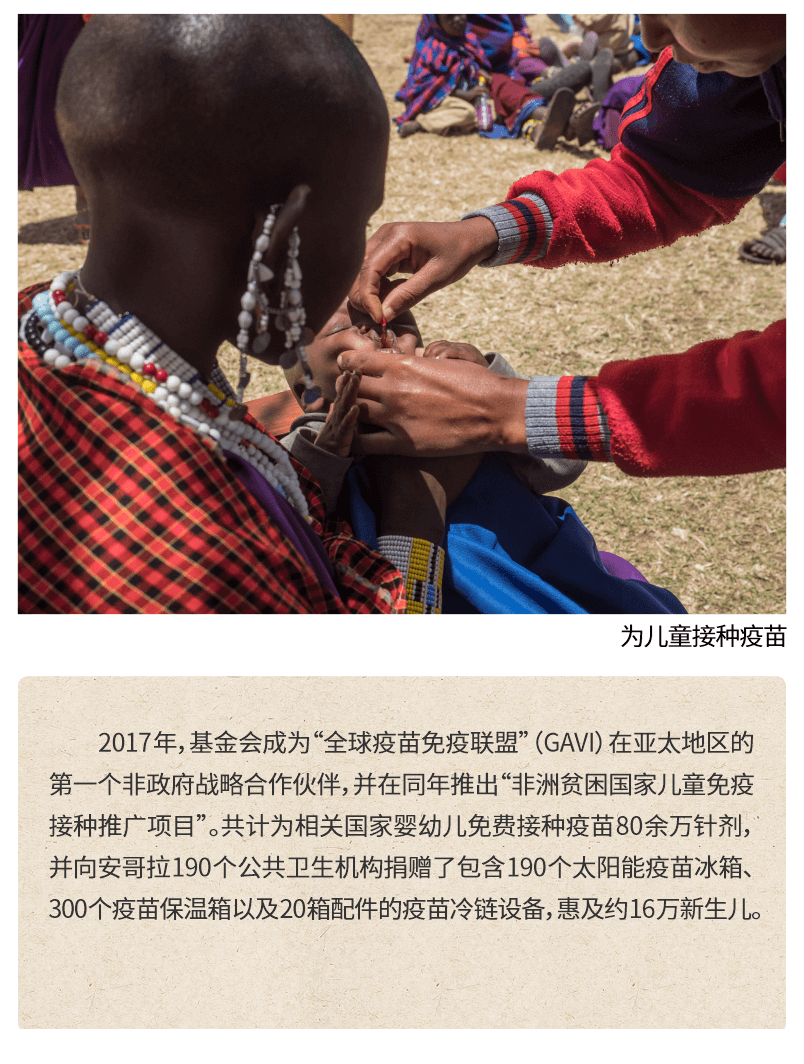 为儿童接种疫苗
2017年，基金会成为“全球疫苗免疫联盟”（GAVI）在亚太地区的
第一个非政府战略合作伙伴，并在同年推出“非洲贫困国家儿童免疫
接种推广项目”。共计为相关国家婴幼儿免费接种疫苗80余万针剂，
并向安哥拉190个公共卫生机构捐赠了包含190个太阳能疫苗冰箱、
300个疫苗保温箱以及20箱配件的疫苗冷链设备，惠及约16万新生儿。